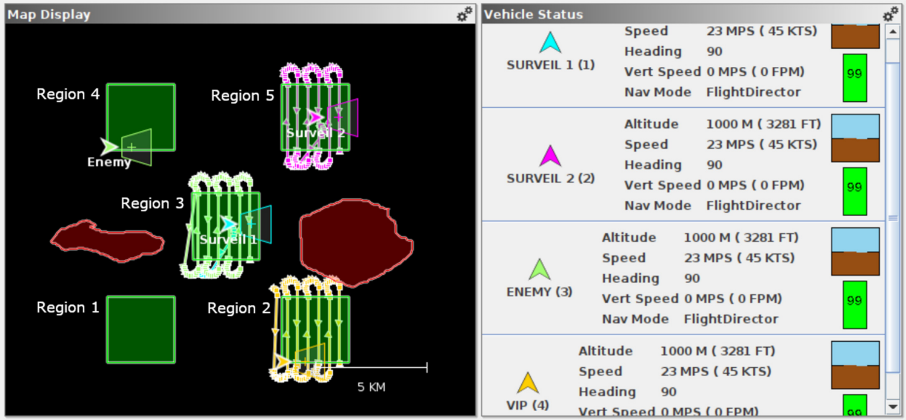 Map Display
Region 4
Region 5
Surveil 2
Enemy
Region 3
Surveil 1
Region 1
Region 2
5 KM
Vehicle Status
Speed 23 MPS ( 45 KTS)
Heading 90
SURVEIL 1 (1)
Vert Speed 0 MPS ( 0 FPM)
Nav Mode FlightDirector
99
Altitude 1000 M ( 3281 FT)
Speed 23 MPS ( 45 KTS)
Heading 90
SURVEIL 2 (2)
Vert Speed 0 MPS ( 0 FPM)
Nav Mode FlightDirector
99
Altitude 1000 M ( 3281 FT)
Speed 23 MPS ( 45 KTS)
Heading 90
ENEMY (3)
Vert Speed 0 MPS ( 0 FPM)
Nav Mode FlightDirector
99
Altitude 1000 M ( 3281 FT)
Speed 23 MPS ( 45 KTS)
Heading 90
VIP (4)
Vert Speed 0 MPS ( 0 FPM)
99